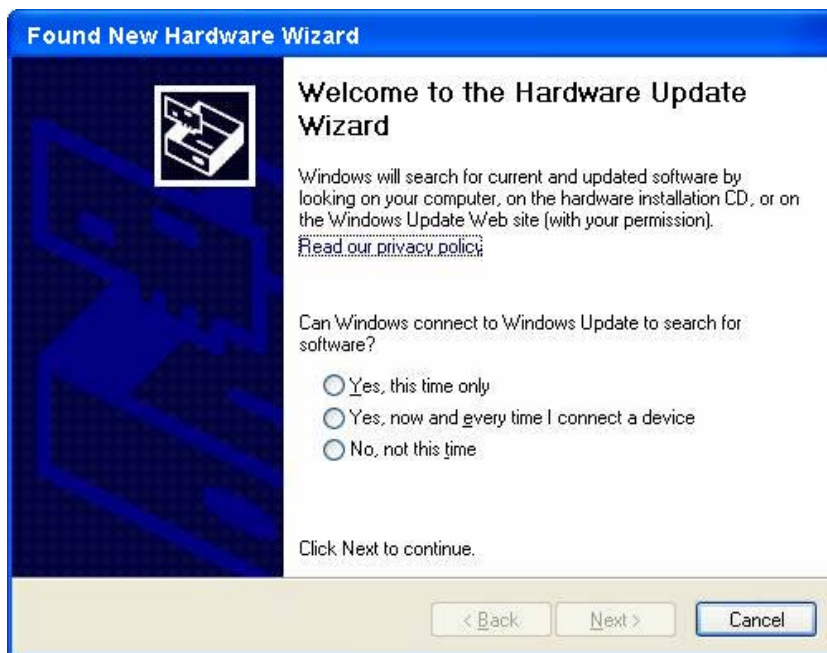 Found New Hardware Wizard
Welcome to the Hardware Update
Wizard
Windows will search for current and updated software by
looking on your computer, on the hardware installation CD, or on
the Windows Update Web site (with your permission).
Read our privacy policy
Can Windows connect to Windows Update to search for
software?
Yes, this time only
Yes, now and every time I connect a device
No, not this time
Click Next to continue.
< Back Next > Cancel